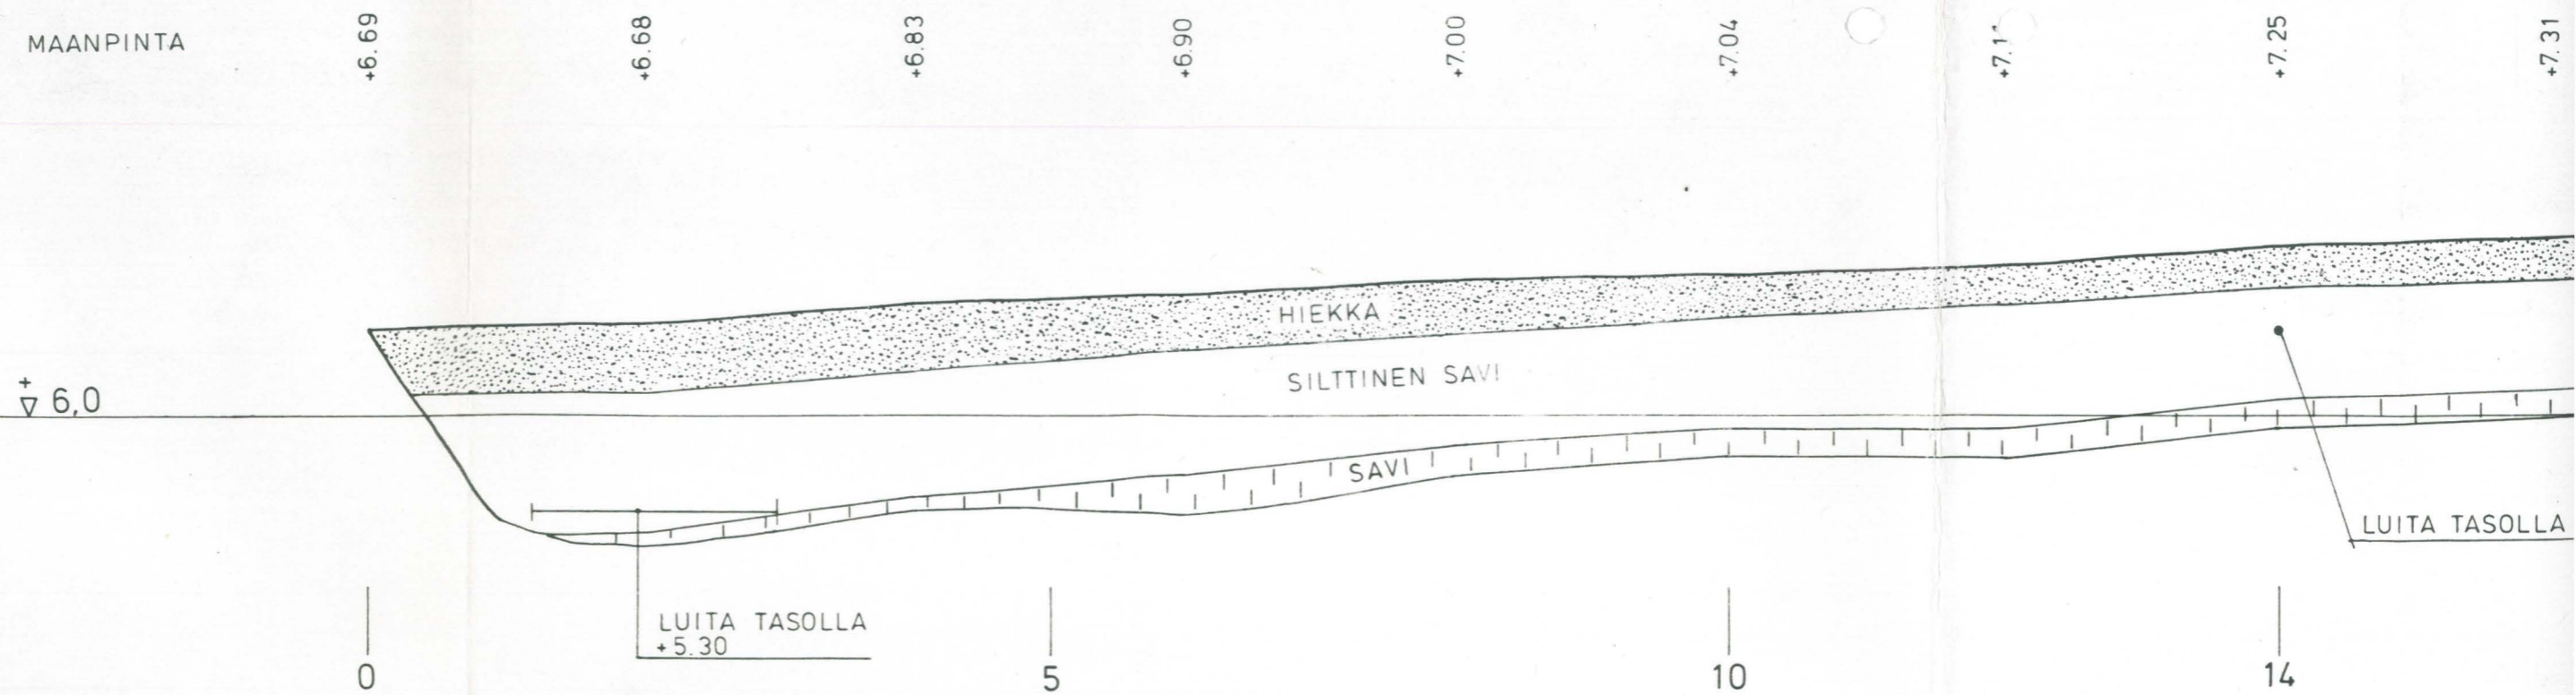 MAANPINTA
+6.69
+6.68
+6.83
+6.90
+7.00
+7.04
+7.25
+7.31
HIEKKA
SILTTINEN SAVI
+
6,0
SAVI
LUITA TASOLLA
LUITA TASOLLA
+5.30
0
5
10
14